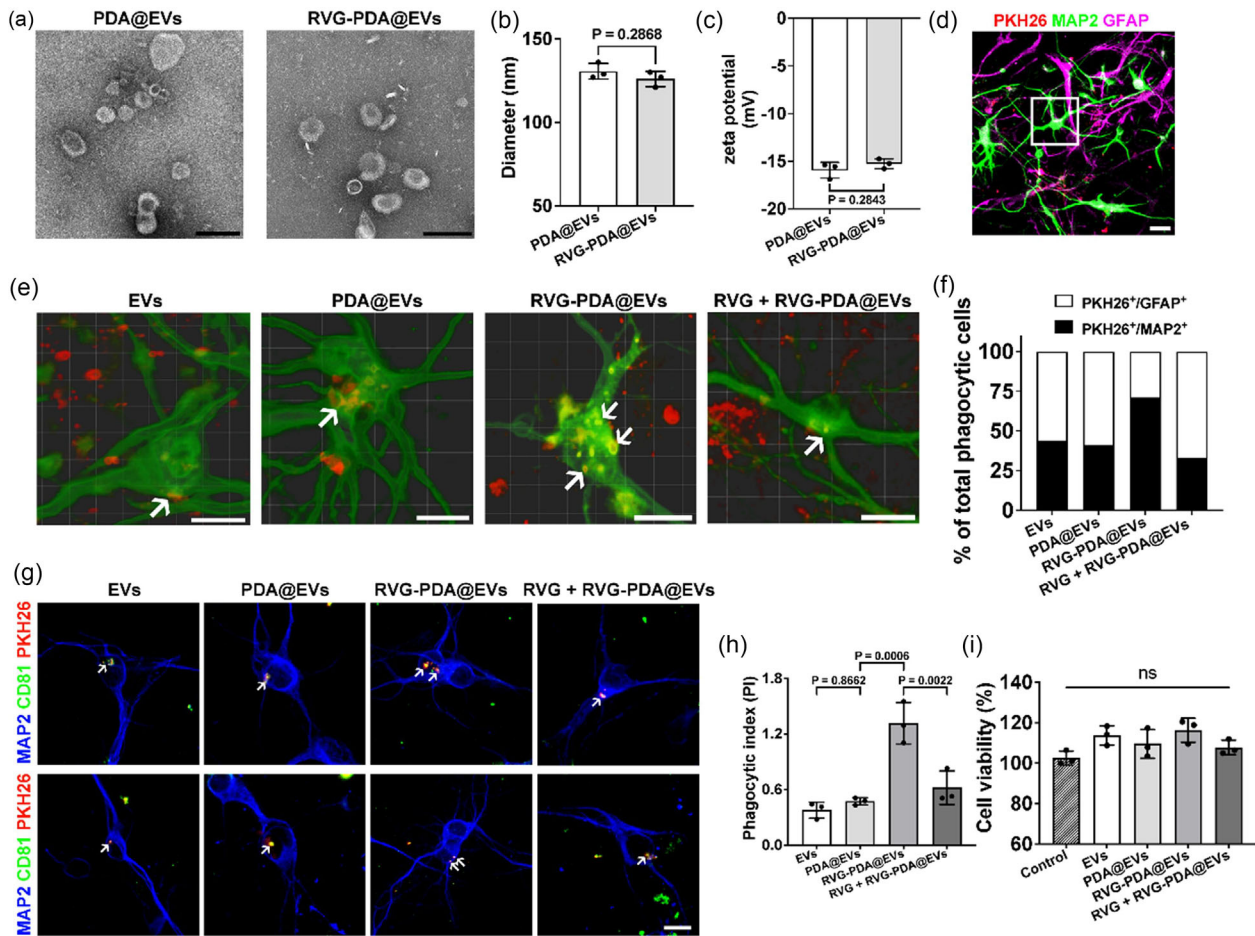 (a)
PDA@EVs
RVG-PDA@EVs
(b)
Diameter (nm)
150
100
50
P = 0.2868
PDA@EVs
RVG-PDA@EVs
(c)
zeta potential
(mV)
0
-5
-10
-15
-20
P = 0.2843
PDA@EVs
RVG-PDA@EVs
(d)
PKH26 MAP2 GFAP
(e)
EVs
PDA@EVs
RVG-PDA@EVs
RVG + RVG-PDA@EVs
(f)
PKH26⁺/GFAP⁺
PKH26⁺/MAP2⁺
% of total phagocytic cells
100
75
50
25
0
EVs
PDA@EVs
RVG-PDA@EVs
RVG + RVG-PDA@EVs
(g)
EVs
PDA@EVs
RVG-PDA@EVs
RVG + RVG-PDA@EVs
MAP2 CD81 PKH26
MAP2 CD81 PKH26
(h)
Phagocytic index (PI)
1.8
1.2
0.6
0.0
P = 0.0006
P = 0.8662
P = 0.0022
EVs
PDA@EVs
RVG-PDA@EVs
RVG + RVG-PDA@EVs
(i)
Cell viability (%)
140
120
100
80
60
ns
Control
EVs
PDA@EVs
RVG-PDA@EVs
RVG + RVG-PDA@EVs